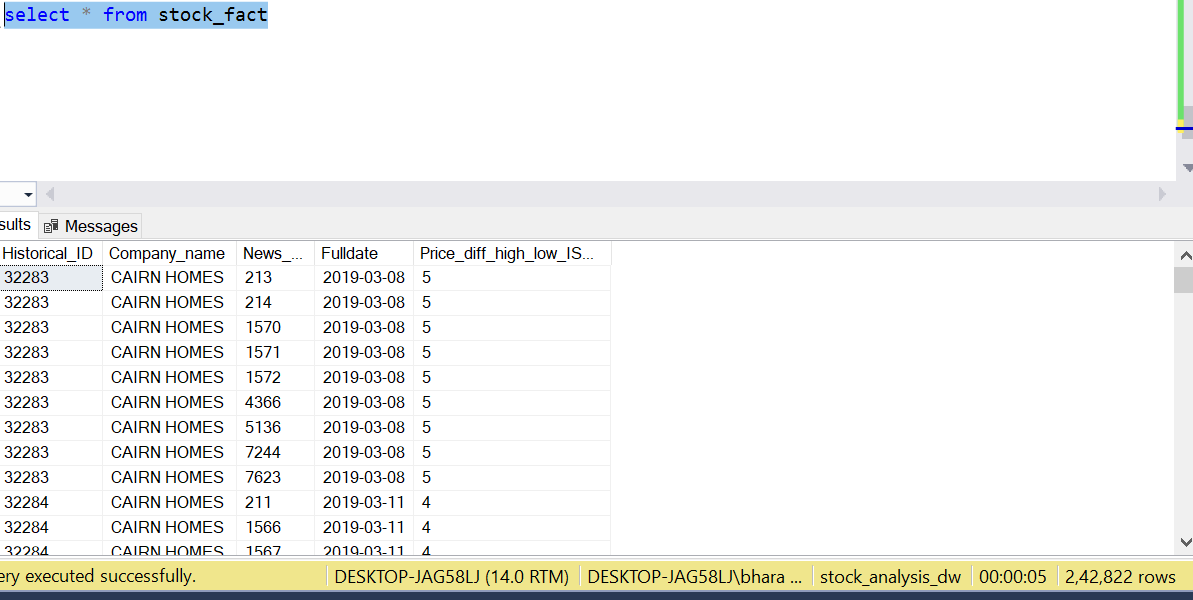 select * from stock_fact
sults Messages
Historical_ID Company_name News_... Fulldate Price_diff_high_low_IS...
32283 CAIRN HOMES 213 2019-03-08 5
32283 CAIRN HOMES 214 2019-03-08 5
32283 CAIRN HOMES 1570 2019-03-08 5
32283 CAIRN HOMES 1571 2019-03-08 5
32283 CAIRN HOMES 1572 2019-03-08 5
32283 CAIRN HOMES 4366 2019-03-08 5
32283 CAIRN HOMES 5136 2019-03-08 5
32283 CAIRN HOMES 7244 2019-03-08 5
32283 CAIRN HOMES 7623 2019-03-08 5
32284 CAIRN HOMES 211 2019-03-11 4
32284 CAIRN HOMES 1566 2019-03-11 4
32284 CAIRN HOMES 1567 2019-03-11 4
ery executed successfully. DESKTOP-JAG58LJ (14.0 RTM) DESKTOP-JAG58LJ\bhara ... stock_analysis_dw 00:00:05 2,42,822 rows